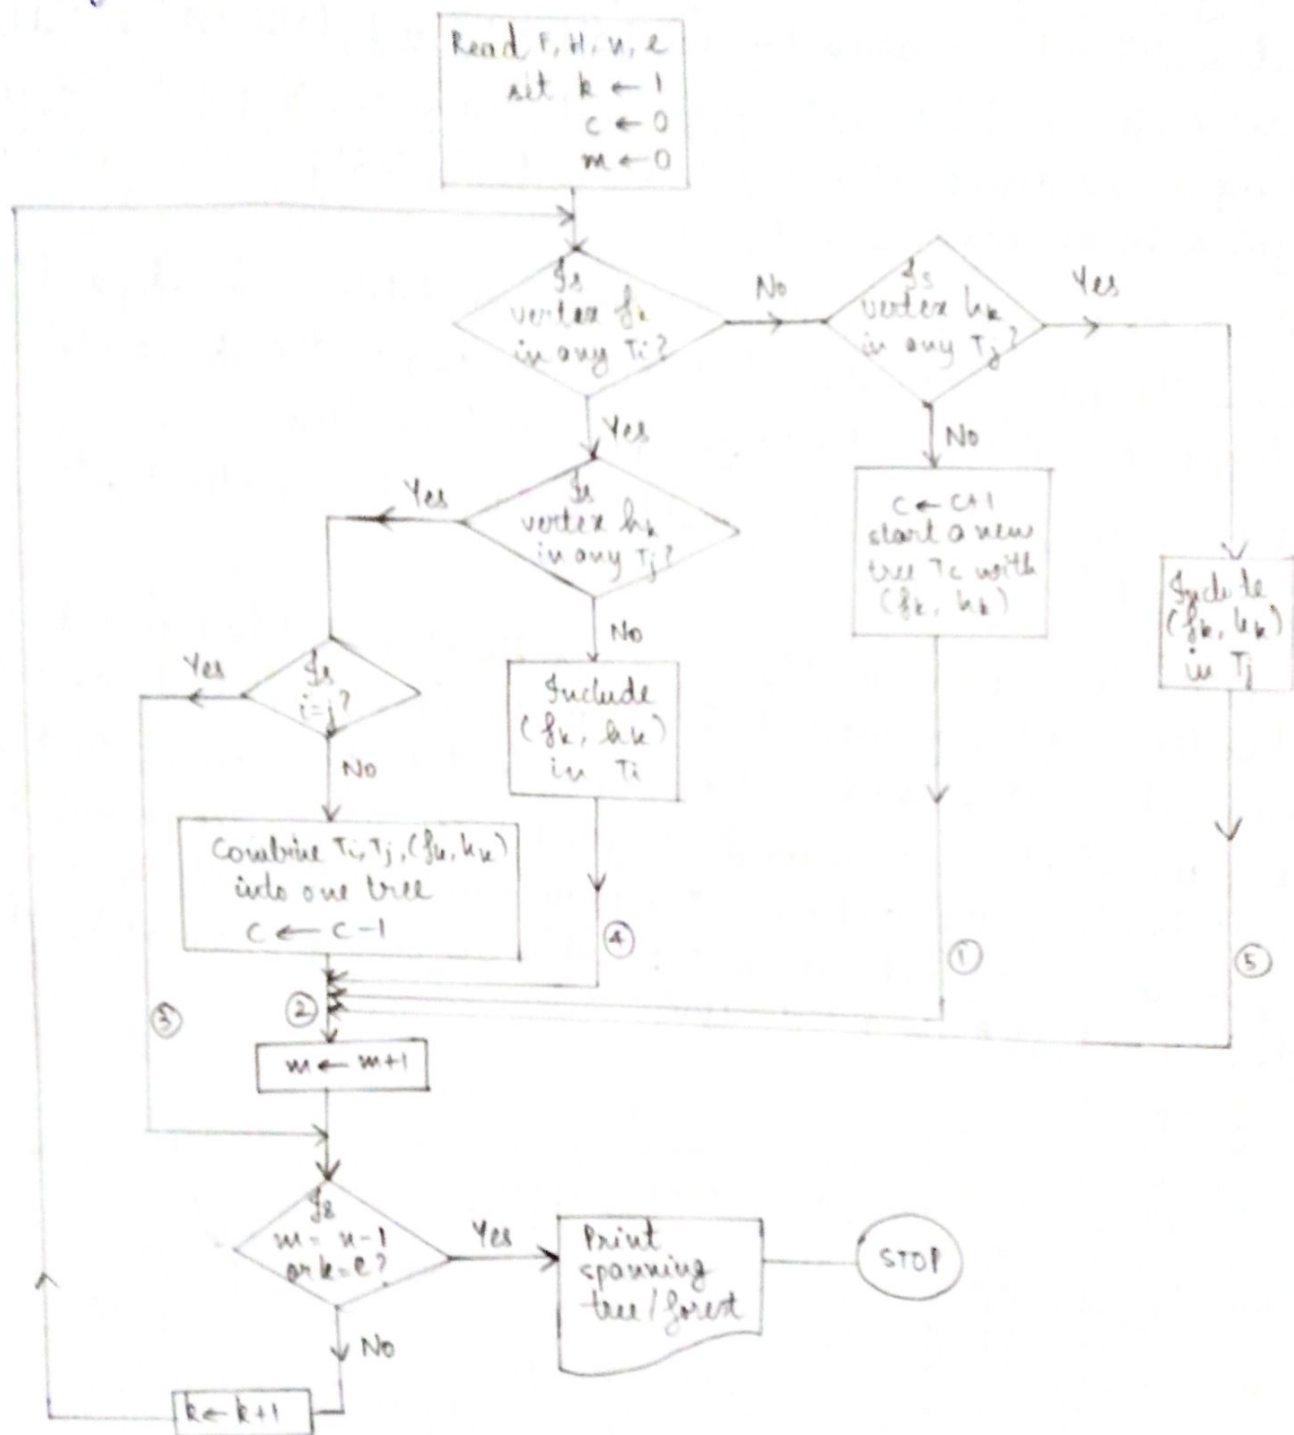 Read F, H, n, e
set k ← 1
c ← 0
m ← 0
Is
vertex fk
in any Ti?
No
Is
vertex hk
in any Tj?
Yes
Yes
No
Yes
Is
vertex hk
in any Tj?
c ← c+1
start a new
tree Tc with
(fk, hk)
Include
(fk, hk)
in Tj
No
Yes
Is
i=j?
Include
(fk, hk)
in Ti
No
Combine Ti, Tj, (fk, hk)
into one tree
c ← c-1
④
①
⑤
③
②
m ← m+1
Is
m = n-1
or k=e?
Yes
Print
spanning
tree/forest
STOP
No
k ← k+1